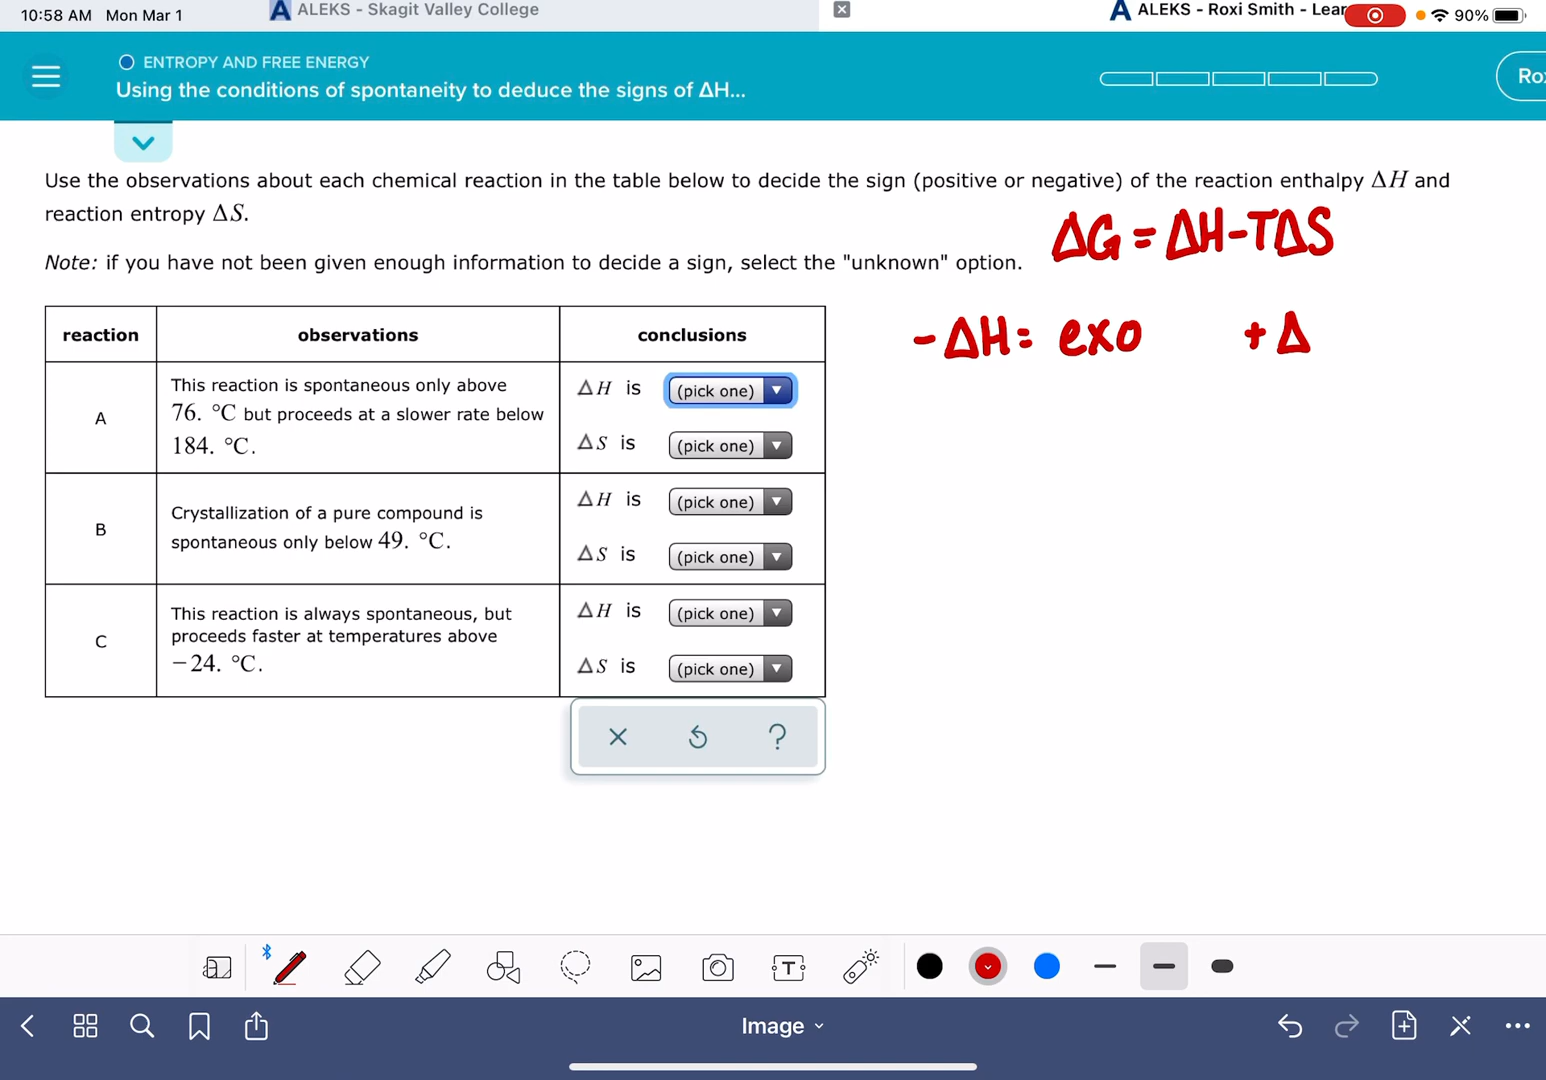 10:58 AM Mon Mar 1
ALEKS - Skagit Valley College
ALEKS - Roxi Smith - Lear
90%
ENTROPY AND FREE ENERGY
Using the conditions of spontaneity to deduce the signs of ΔH...
Use the observations about each chemical reaction in the table below to decide the sign (positive or negative) of the reaction enthalpy ΔH and
reaction entropy ΔS.
ΔG = ΔH-TΔS
Note: if you have not been given enough information to decide a sign, select the "unknown" option.
-ΔH= exo +Δ
reaction observations conclusions
A
This reaction is spontaneous only above
76. °C but proceeds at a slower rate below
184. °C.
ΔH is (pick one)
ΔS is (pick one)
B
Crystallization of a pure compound is
spontaneous only below 49. °C.
ΔH is (pick one)
ΔS is (pick one)
C
This reaction is always spontaneous, but
proceeds faster at temperatures above
−24. °C.
ΔH is (pick one)
ΔS is (pick one)
?
T
Image